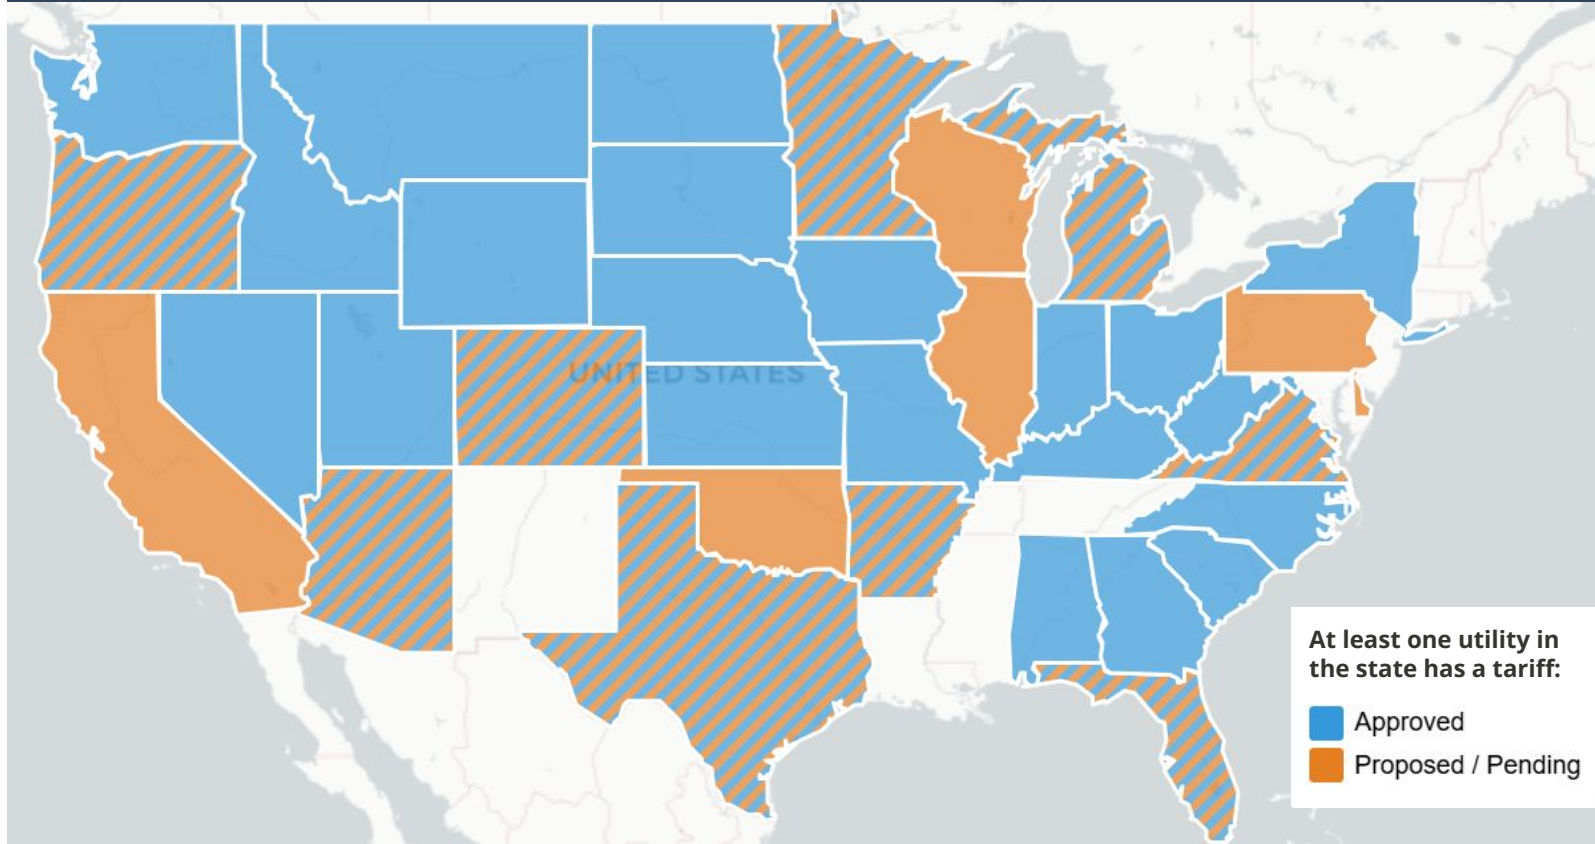 UNITED STATES
At least one utility in
the state has a tariff:
Approved
Proposed / Pending